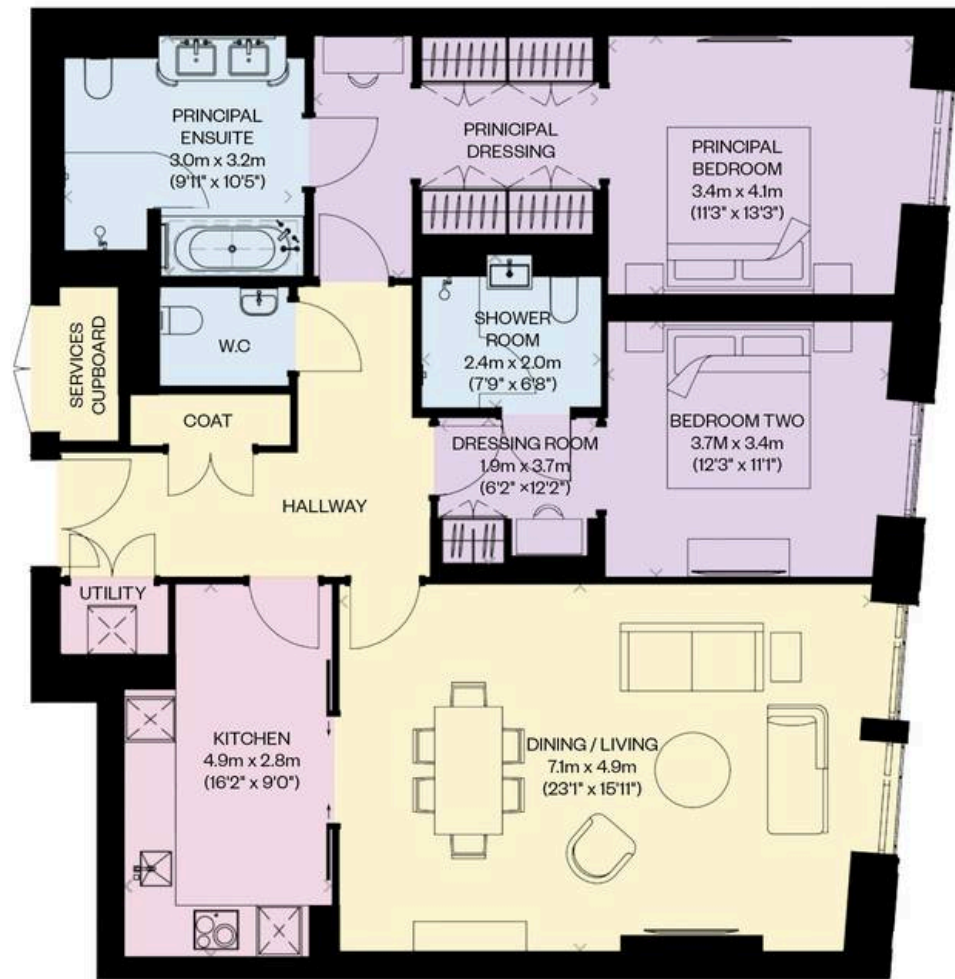 PRINCIPAL
ENSUITE
3.0m x 3.2m
(9'11" x 10'5")
PRINICIPAL
DRESSING
PRINCIPAL
BEDROOM
3.4m x 4.1m
(11'3" x 13'3")
SERVICES
CUPBOARD
W.C
SHOWER
ROOM
2.4m x 2.0m
(7'9" x 6'8")
COAT
DRESSING ROOM
1.9m x 3.7m
(6'2" ×12'2")
BEDROOM TWO
3.7M x 3.4m
(12'3" x 11'1")
HALLWAY
UTILITY
KITCHEN
4.9m x 2.8m
(16'2" x 9'0")
DINING / LIVING
7.1m x 4.9m
(23'1" x 15'11")